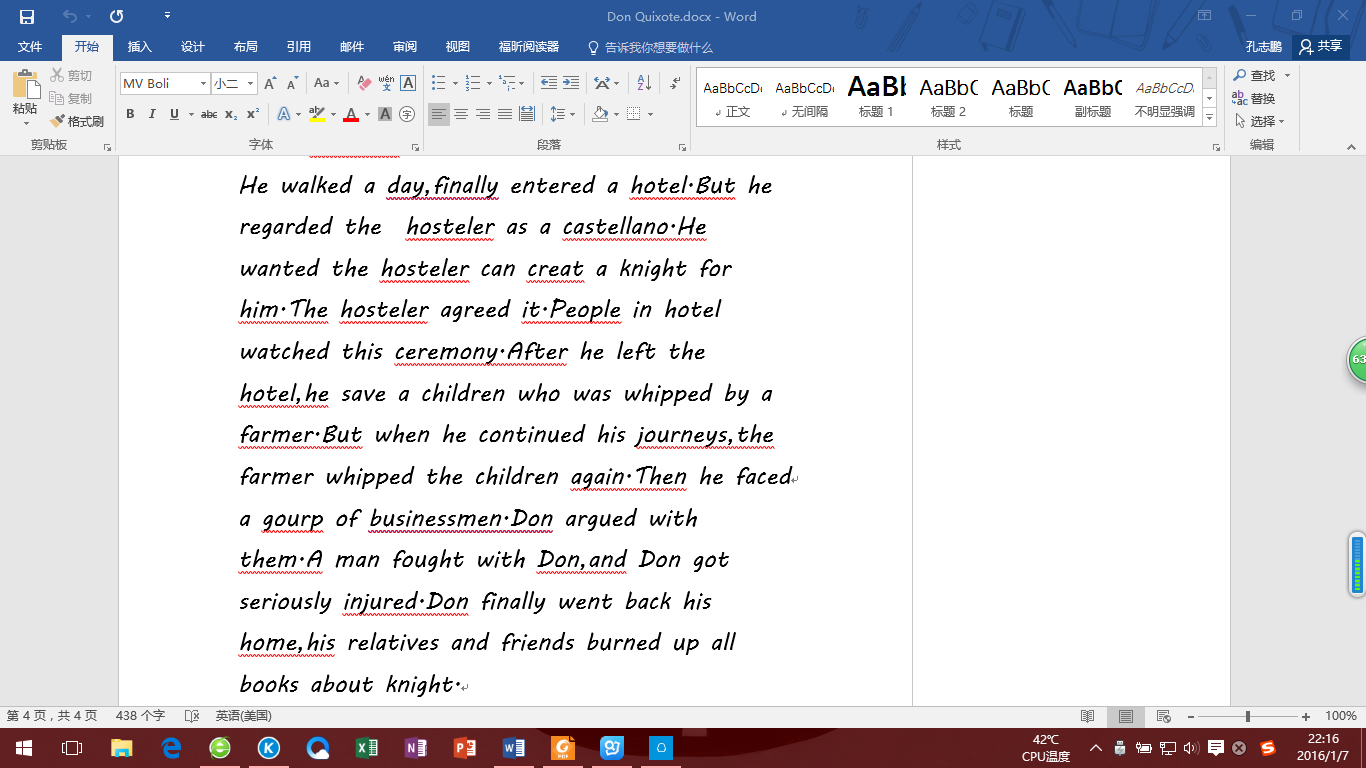 Don Quixote.docx - Word
文件 开始 插入 设计 布局 引用 邮件 审阅 视图 福昕阅读器 告诉我你想要做什么 孔志鹏 共享
粘贴 剪切 复制 格式刷
MV Boli 小二 A A Aa wén A
B I U abc x₂ x² A aby A A 字
AaBbCcDc AaBbCcDc AaBl AaBbC AaBbC AaBbC AaBbCcD.
正文 无间隔 标题 1 标题 2 标题 副标题 不明显强调
查找 替换 选择
剪贴板 字体 段落 样式 编辑
He walked a day,finally entered a hotel·But he
regarded the hosteler as a castellano·He
wanted the hosteler can creat a knight for
him·The hosteler agreed it·People in hotel
watched this ceremony·After he left the
hotel,he save a children who was whipped by a
farmer·But when he continued his journeys,the
farmer whipped the children again·Then he faced
a gourp of businessmen·Don argued with
them·A man fought with Don,and Don got
seriously injured·Don finally went back his
home,his relatives and friends burned up all
books about knight·
63
第 4 页，共 4 页 438 个字 英语(美国) 100%
42℃ 22:16
CPU温度 2016/1/7